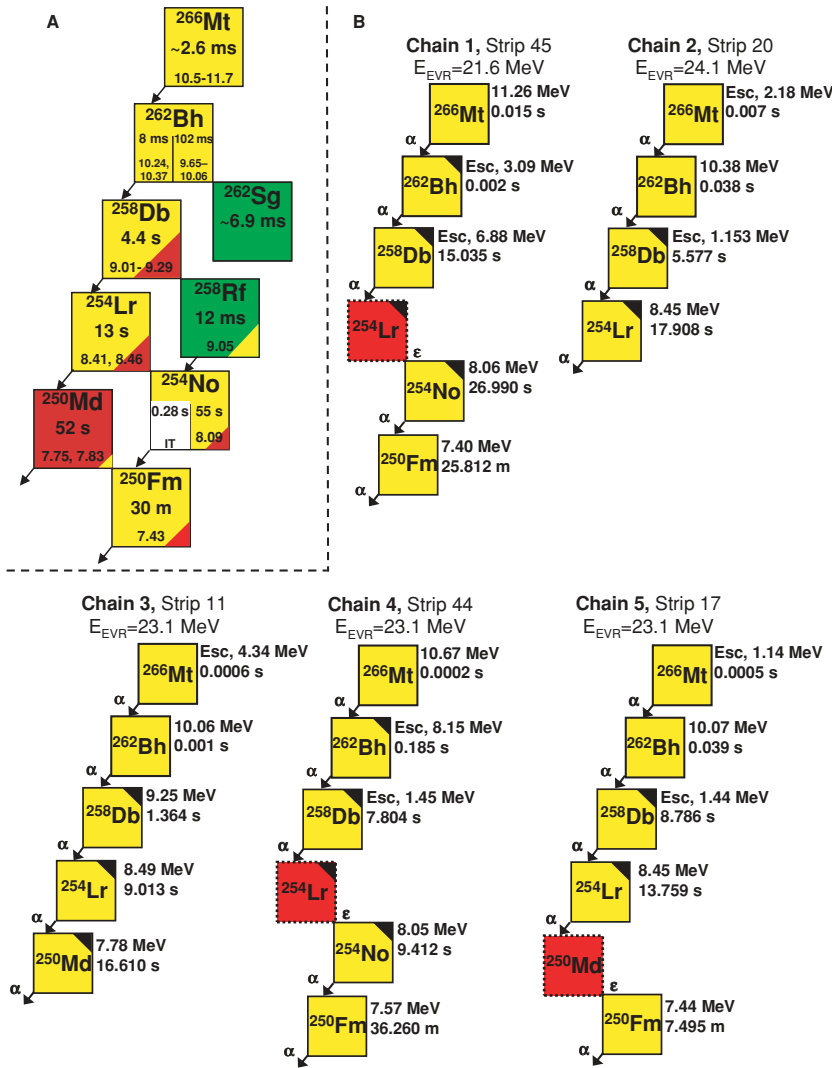 A
266Mt
~2.6 ms
10.5-11.7
262Bh
8 ms 102 ms
10.24, 9.65–
10.37 10.06
262Sg
~6.9 ms
258Db
4.4 s
9.01- 9.29
258Rf
12 ms
9.05
254Lr
13 s
8.41, 8.46
254No
0.28 s 55 s
8.09
IT
250Md
52 s
7.75, 7.83
250Fm
30 m
7.43
B
Chain 1, Strip 45
EEVR=21.6 MeV
266Mt
11.26 MeV
0.015 s
α
262Bh
Esc, 3.09 MeV
0.002 s
α
258Db
Esc, 6.88 MeV
15.035 s
α
254Lr
ε
254No
8.06 MeV
26.990 s
α
250Fm
7.40 MeV
25.812 m
α
Chain 2, Strip 20
EEVR=24.1 MeV
266Mt
Esc, 2.18 MeV
0.007 s
α
262Bh
10.38 MeV
0.038 s
α
258Db
Esc, 1.153 MeV
5.577 s
α
254Lr
8.45 MeV
17.908 s
α
Chain 3, Strip 11
EEVR=23.1 MeV
266Mt
Esc, 4.34 MeV
0.0006 s
α
262Bh
10.06 MeV
0.001 s
α
258Db
9.25 MeV
1.364 s
α
254Lr
8.49 MeV
9.013 s
α
250Md
7.78 MeV
16.610 s
α
Chain 4, Strip 44
EEVR=23.1 MeV
266Mt
10.67 MeV
0.0002 s
α
262Bh
Esc, 8.15 MeV
0.185 s
α
258Db
Esc, 1.45 MeV
7.804 s
α
254Lr
ε
254No
8.05 MeV
9.412 s
α
250Fm
7.57 MeV
36.260 m
α
Chain 5, Strip 17
EEVR=23.1 MeV
266Mt
Esc, 1.14 MeV
0.0005 s
α
262Bh
10.07 MeV
0.039 s
α
258Db
Esc, 1.44 MeV
8.786 s
α
254Lr
8.45 MeV
13.759 s
α
250Md
ε
250Fm
7.44 MeV
7.495 m
α